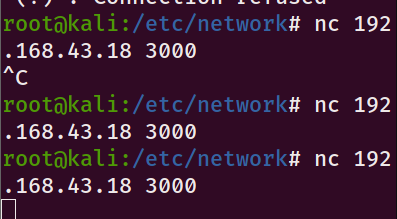 (?) : Connection refused
root@kali:/etc/network# nc 192
.168.43.18 3000
^C
root@kali:/etc/network# nc 192
.168.43.18 3000
root@kali:/etc/network# nc 192
.168.43.18 3000